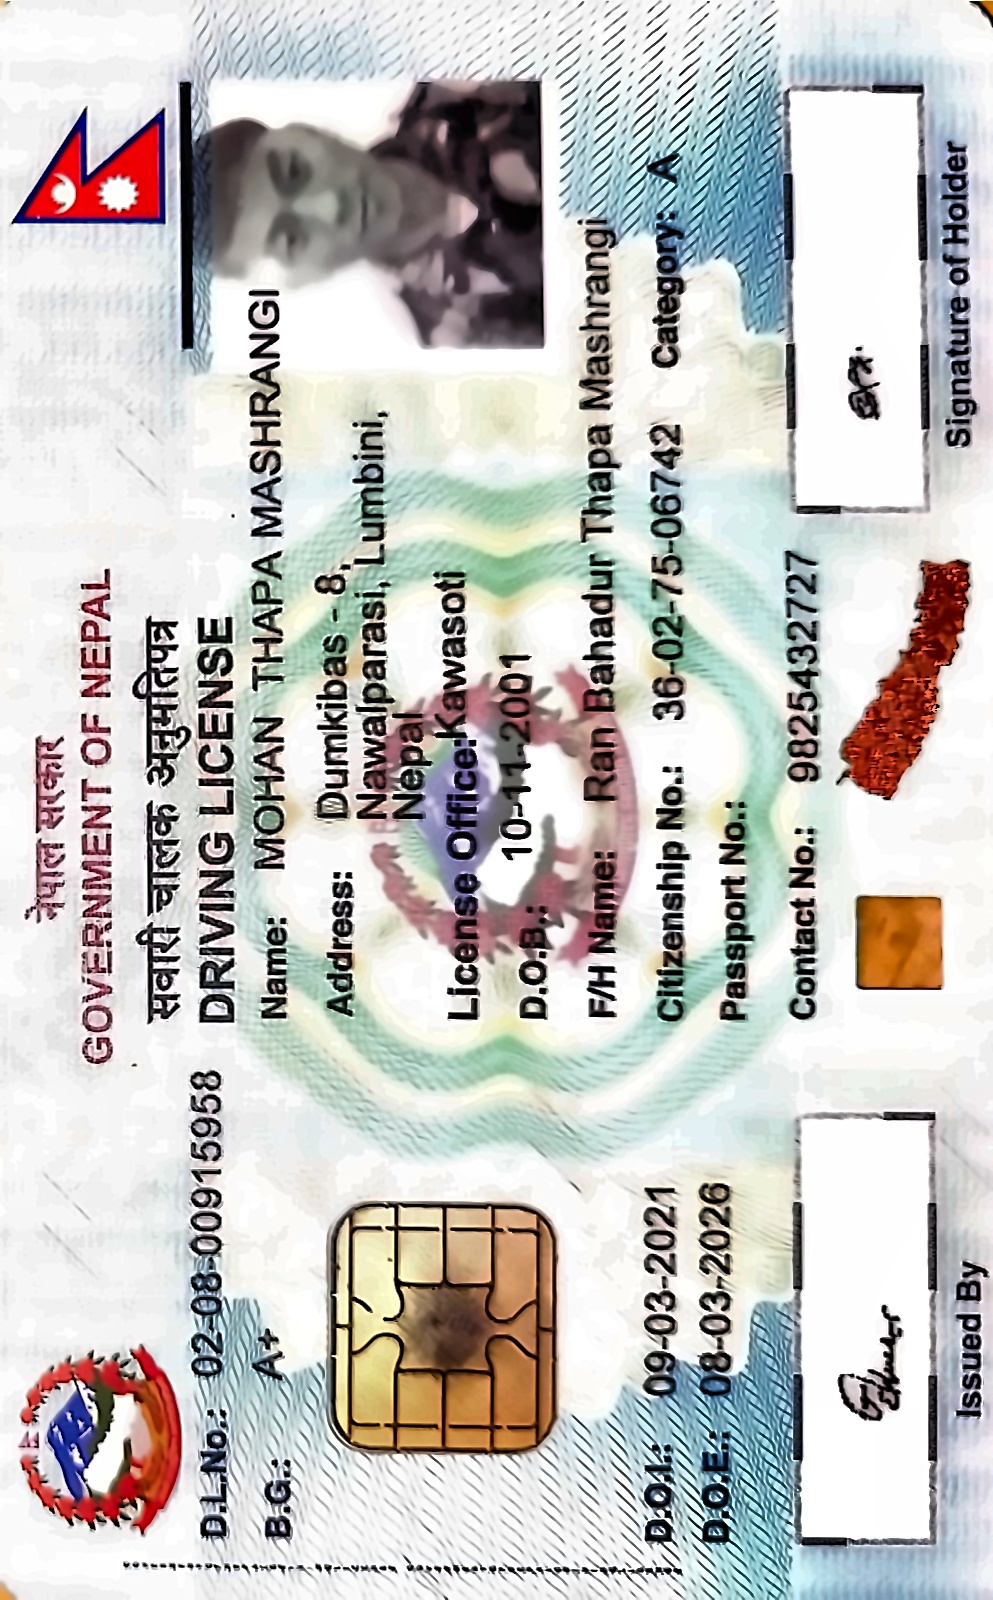 नेपाल सरकार
GOVERNMENT OF NEPAL
सवारी चालक अनुमतिपत्र
DRIVING LICENSE
D.L.No.: 02-08-00915958
B.G.: A+
Name: MOHAN THAPA MASHRANGI
Address: Dumkibas - 8,
Nawalparasi, Lumbini,
Nepal
License Office: Kawasoti
D.O.B.: 10-11-2001
F/H Name: Ran Bahadur Thapa Mashrangi
Citizenship No.: 36-02-75-06742 Category: A
Passport No.:
Contact No.: 9825432727
D.O.I.: 09-03-2021
D.O.E.: 08-03-2026
Issued By
Signature of Holder